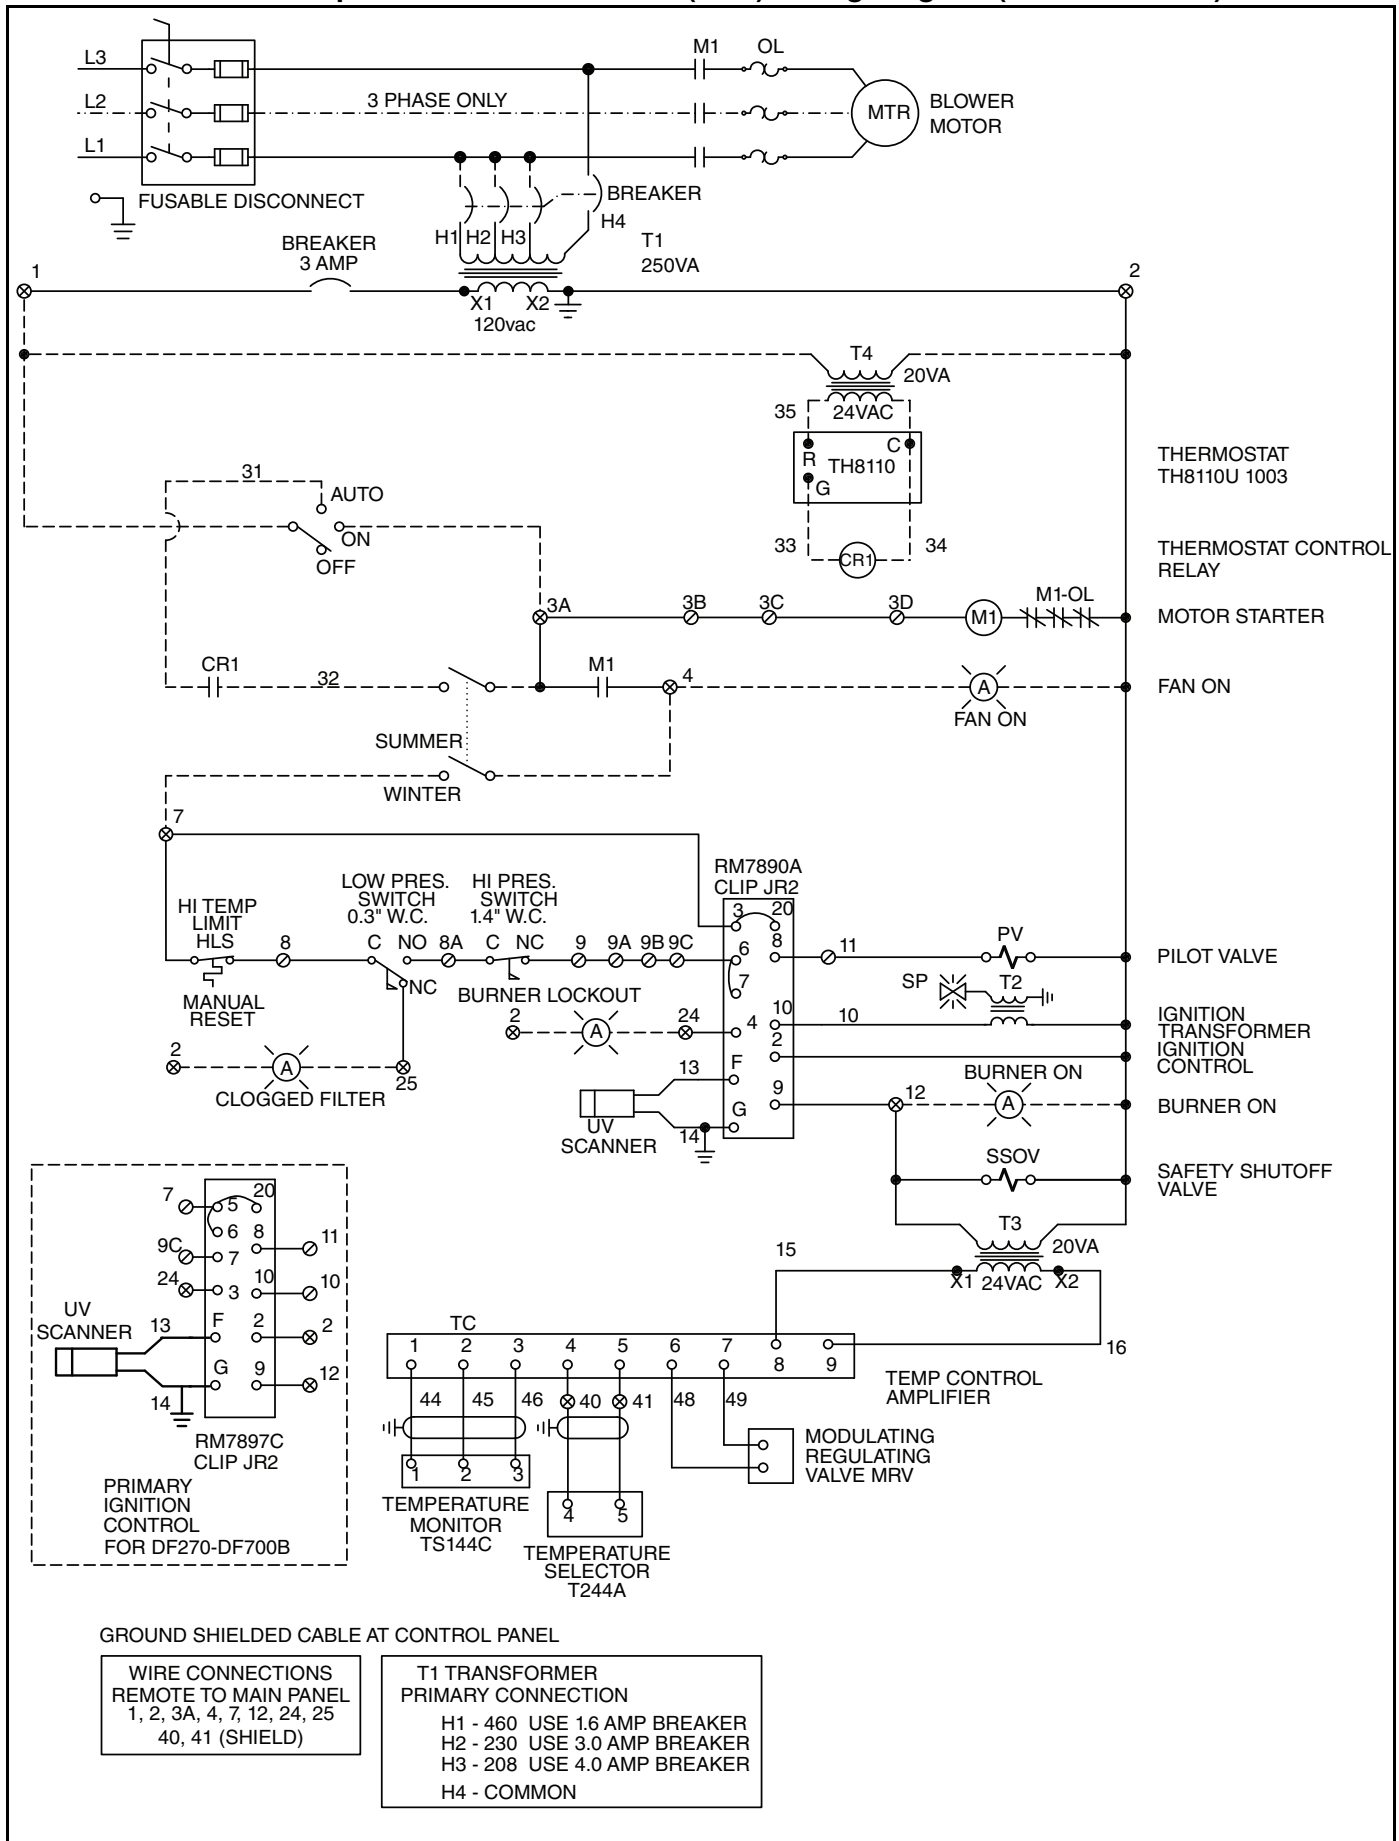 L3
M1
OL
L2
3 PHASE ONLY
MTR
BLOWER
MOTOR
L1
FUSABLE DISCONNECT
BREAKER
H4
H1
H2
H3
T1
250VA
BREAKER
3 AMP
1
2
X1
X2
120vac
T4
20VA
35
24VAC
R
C
TH8110
G
THERMOSTAT
TH8110U 1003
31
AUTO
ON
OFF
33
CR1
34
THERMOSTAT CONTROL
RELAY
3A
3B
3C
3D
M1
M1-OL
MOTOR STARTER
CR1
32
M1
4
A
FAN ON
FAN ON
SUMMER
WINTER
7
RM7890A
CLIP JR2
LOW PRES.
SWITCH
0.3" W.C.
HI PRES.
SWITCH
1.4" W.C.
HI TEMP
LIMIT
HLS
8
C
NO
8A
C
NC
9
9A
9B
9C
3
20
6
8
11
PV
PILOT VALVE
NC
MANUAL
RESET
7
SP
T2
BURNER LOCKOUT
2
A
24
4
10
10
IGNITION
TRANSFORMER
2
IGNITION
CONTROL
2
A
25
CLOGGED FILTER
13
F
BURNER ON
9
12
A
BURNER ON
G
14
UV
SCANNER
SSOV
SAFETY SHUTOFF
VALVE
7
5
20
6
8
11
9C
7
24
3
10
10
UV
SCANNER
13
F
2
2
G
9
12
14
RM7897C
CLIP JR2
PRIMARY
IGNITION
CONTROL
FOR DF270-DF700B
T3
20VA
15
X1
24VAC
X2
16
TC
1
2
3
4
5
6
7
8
9
TEMP CONTROL
AMPLIFIER
44
45
46
40
41
48
49
MODULATING
REGULATING
VALVE MRV
1
2
3
TEMPERATURE
MONITOR
TS144C
4
5
TEMPERATURE
SELECTOR
T244A
GROUND SHIELDED CABLE AT CONTROL PANEL
WIRE CONNECTIONS
REMOTE TO MAIN PANEL
1, 2, 3A, 4, 7, 12, 24, 25
40, 41 (SHIELD)
T1 TRANSFORMER
PRIMARY CONNECTION
H1 - 460 USE 1.6 AMP BREAKER
H2 - 230 USE 3.0 AMP BREAKER
H3 - 208 USE 4.0 AMP BREAKER
H4 - COMMON